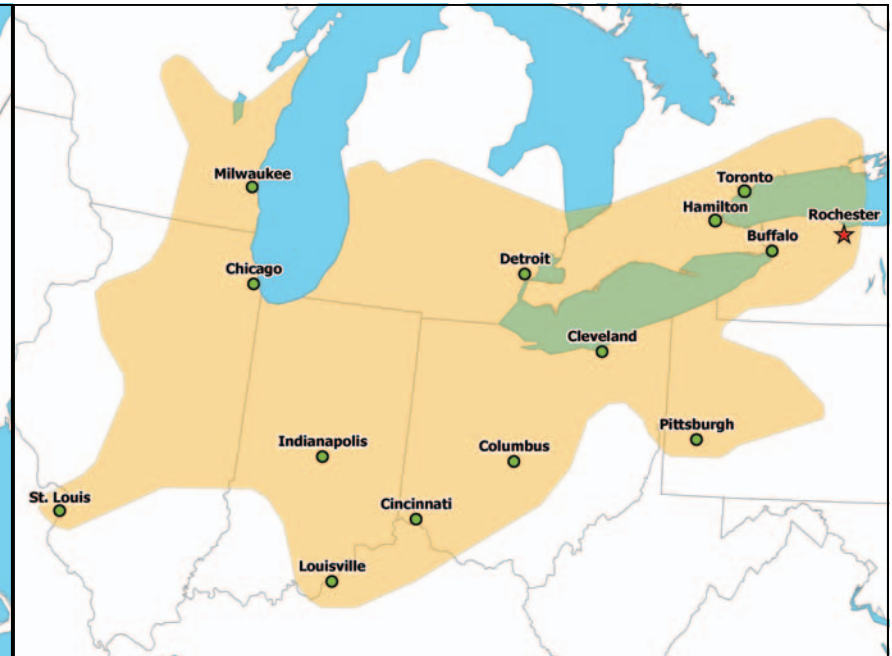 Milwaukee
Toronto
Hamilton
Rochester
Buffalo
Detroit
Chicago
Cleveland
Pittsburgh
Indianapolis
Columbus
St. Louis
Cincinnati
Louisville